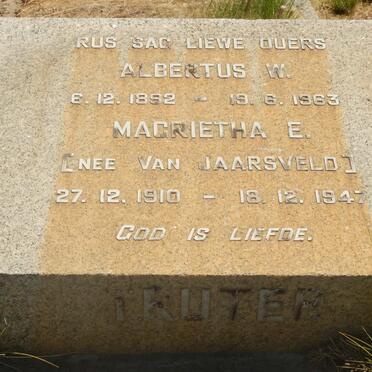 RUS SAG LIEWE OUERS
ALBERTUS W.
6.12.1892 - 19.6.1963
MAGRIETHA E.
[NEE VAN JAARSVELD]
27.12.1910 - 18.12.1947
GOD IS LIEFDE.
TRUTER